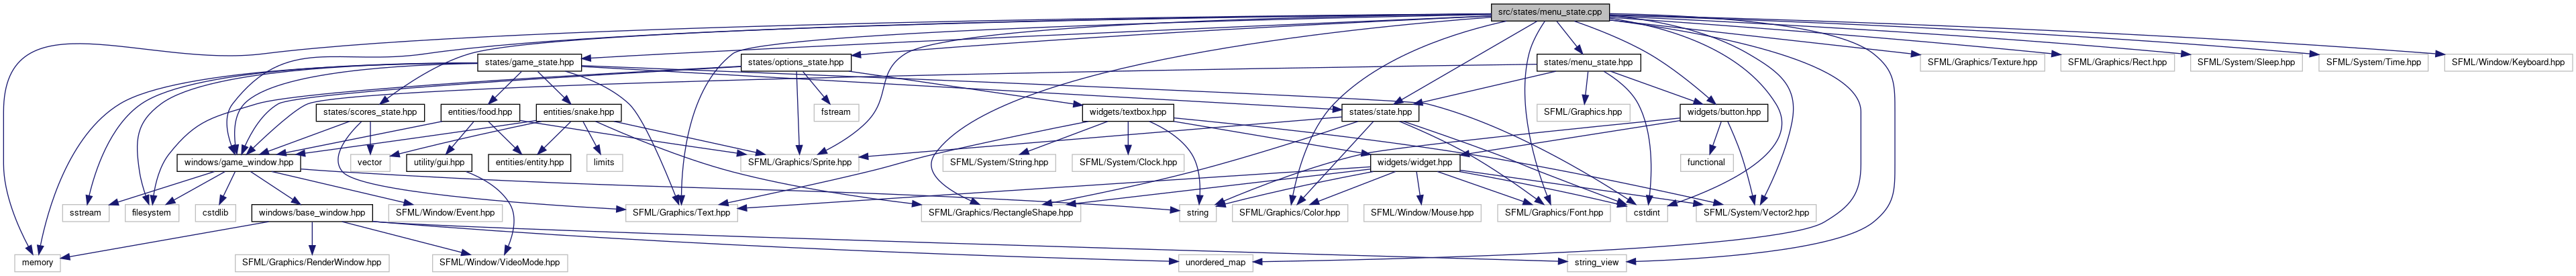 src/states/menu_state.cpp
states/game_state.hpp
states/options_state.hpp
states/menu_state.hpp
SFML/Graphics/Texture.hpp
SFML/Graphics/Rect.hpp
SFML/System/Sleep.hpp
SFML/System/Time.hpp
SFML/Window/Keyboard.hpp
states/scores_state.hpp
entities/food.hpp
entities/snake.hpp
fstream
widgets/textbox.hpp
states/state.hpp
SFML/Graphics.hpp
widgets/button.hpp
windows/game_window.hpp
vector
utility/gui.hpp
entities/entity.hpp
limits
SFML/Graphics/Sprite.hpp
SFML/System/String.hpp
SFML/System/Clock.hpp
widgets/widget.hpp
functional
sstream
filesystem
cstdlib
windows/base_window.hpp
SFML/Window/Event.hpp
SFML/Graphics/Text.hpp
SFML/Graphics/RectangleShape.hpp
string
SFML/Graphics/Color.hpp
SFML/Window/Mouse.hpp
SFML/Graphics/Font.hpp
cstdint
SFML/System/Vector2.hpp
memory
SFML/Graphics/RenderWindow.hpp
SFML/Window/VideoMode.hpp
unordered_map
string_view